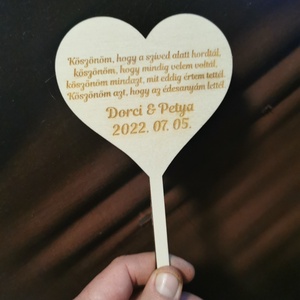 Köszönöm, hogy a szíved alatt hordtál,
köszönöm, hogy mindig velem voltál,
köszönöm mindazt, mit eddig értem tettél.
Köszönöm azt, hogy az édesanyám lettél.
Dorci & Petya
2022. 07. 05.